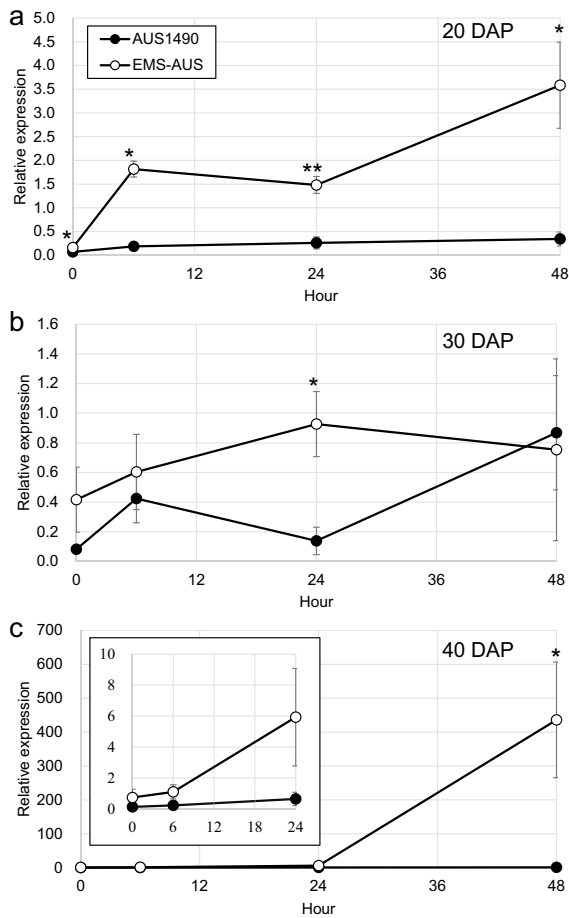 a
20 DAP
AUS1490
EMS-AUS
Relative expression
5.0
4.5
4.0
3.5
3.0
2.5
2.0
1.5
1.0
0.5
0.0
*
*
**
*
0 12 24 36 48
Hour
b
30 DAP
Relative expression
1.6
1.4
1.2
1.0
0.8
0.6
0.4
0.2
0.0
*
0 12 24 36 48
Hour
c
40 DAP
Relative expression
700
600
500
400
300
200
100
0
*
10
8
6
4
2
0
0 6 12 18 24
0 12 24 36 48
Hour